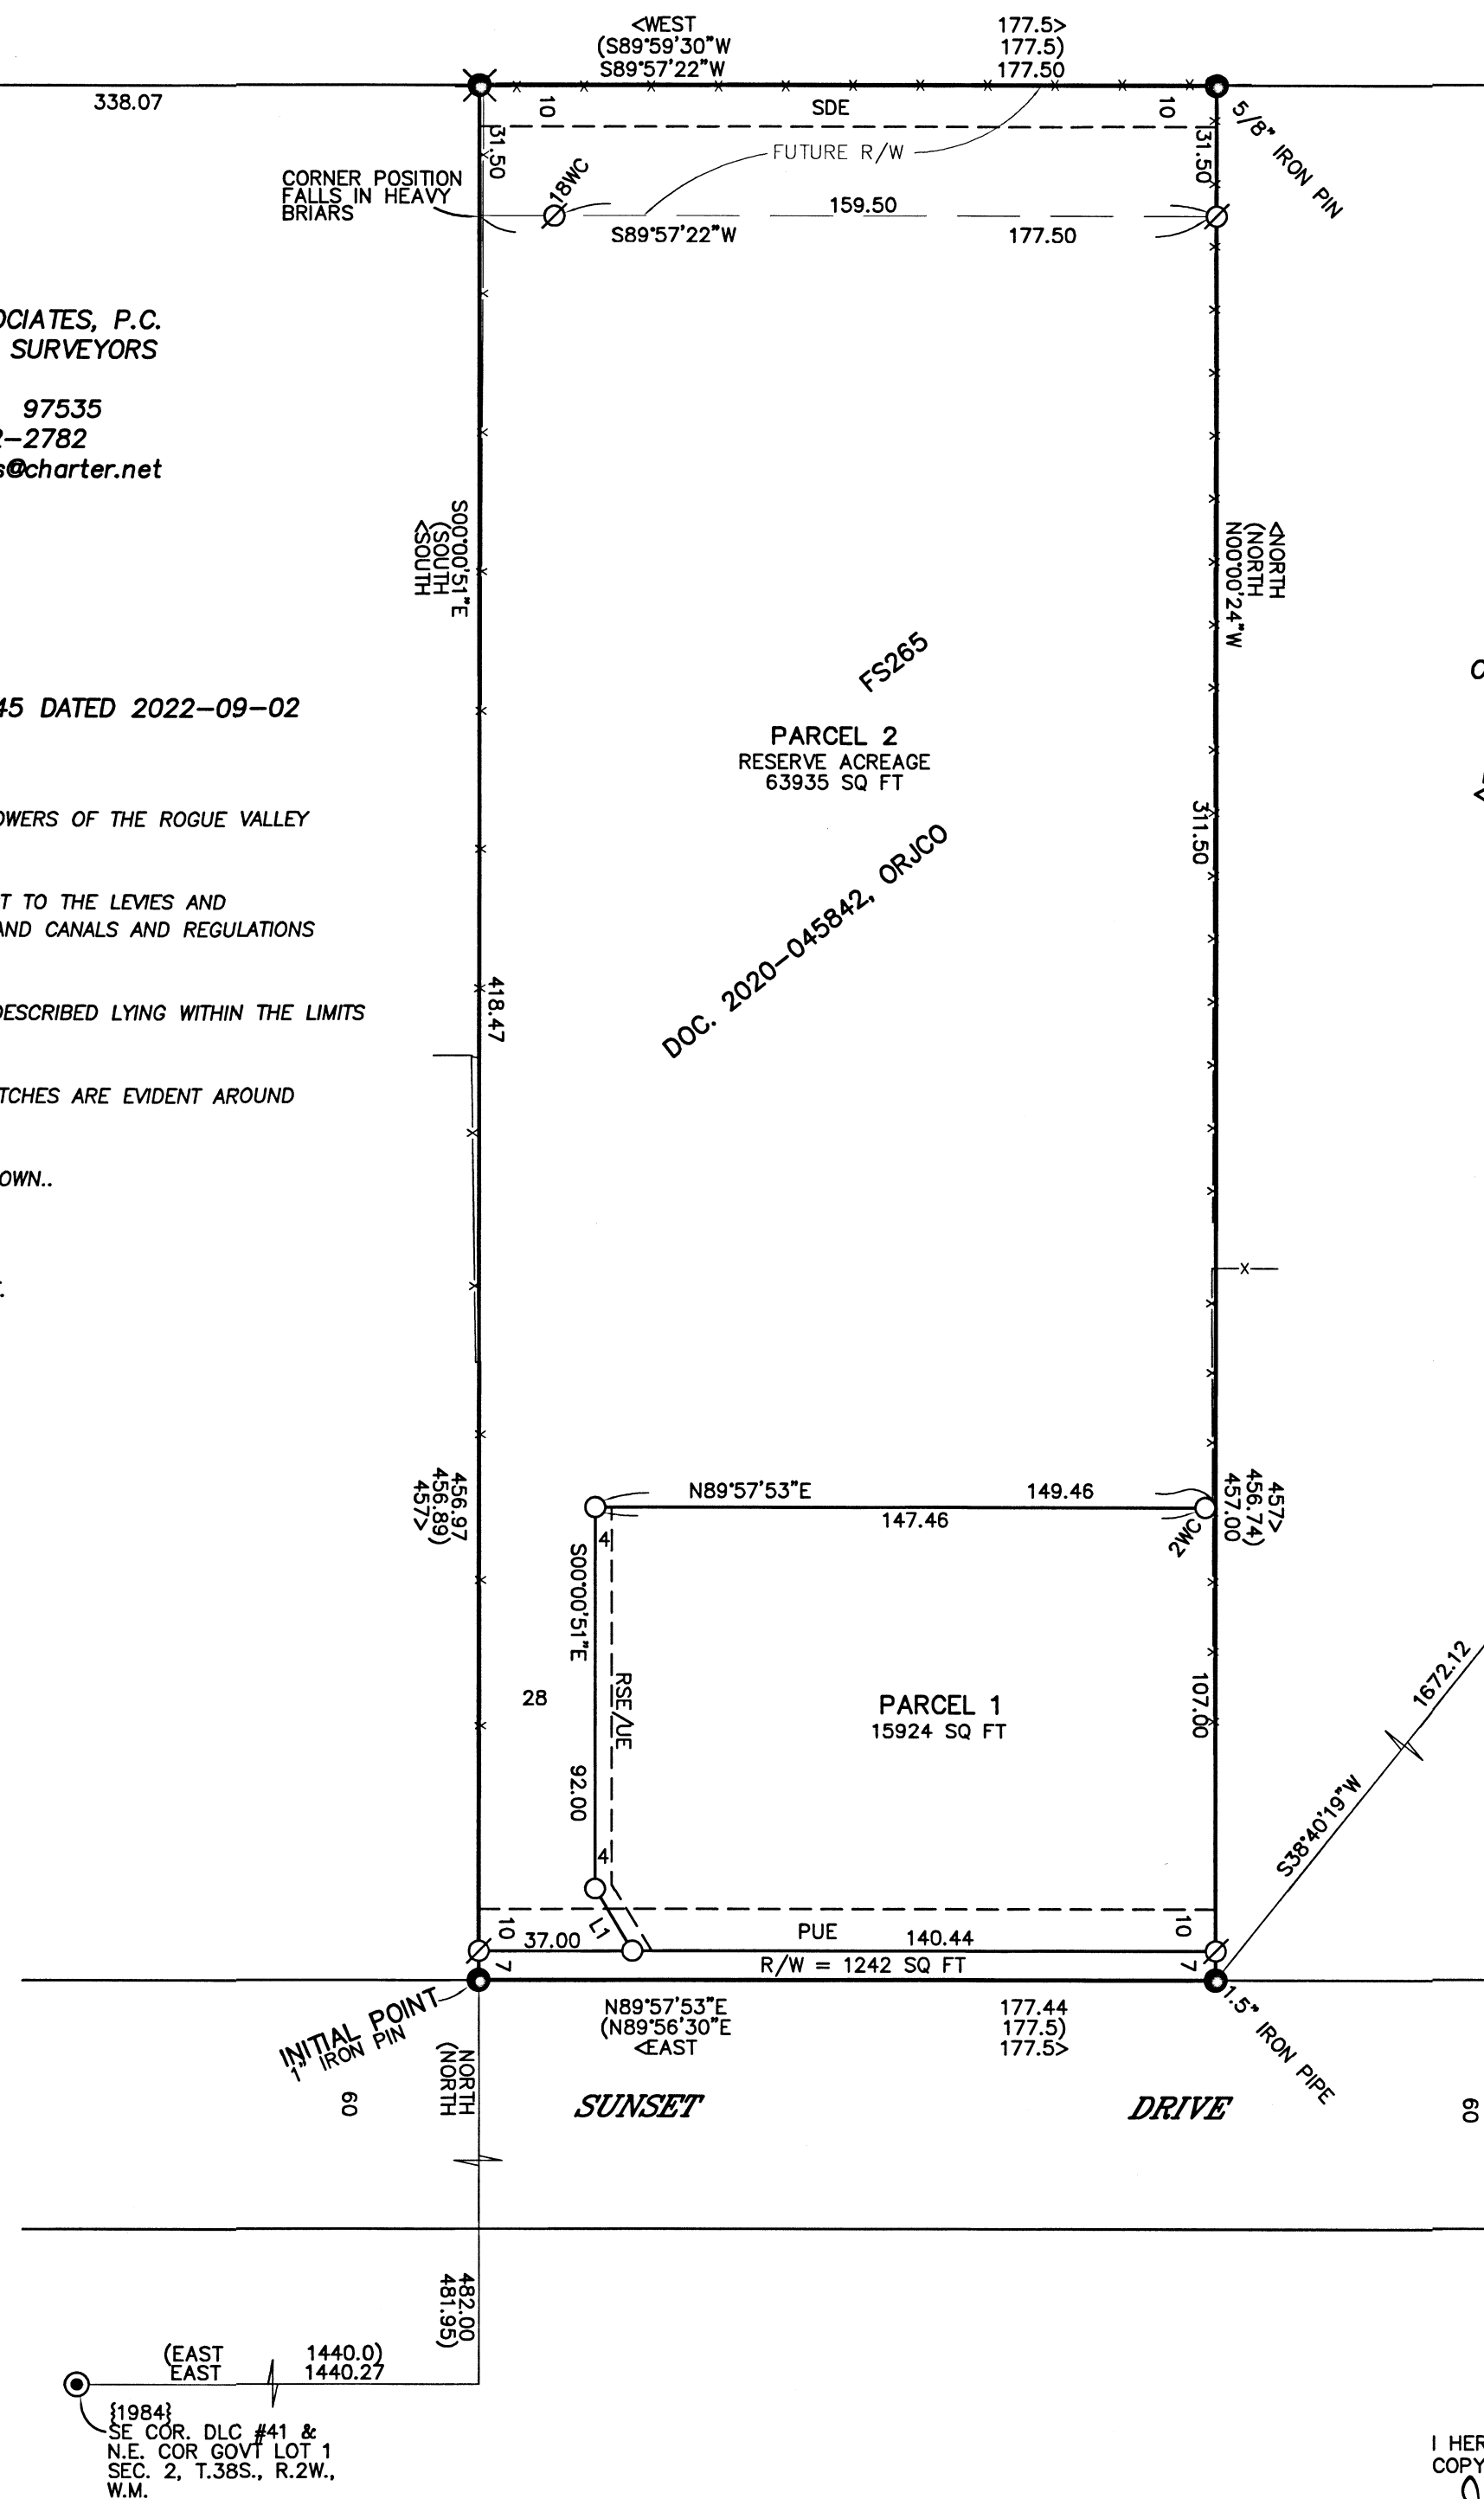 <WEST 177.5>
(S89°59'30"W 177.5)
S89°57'22"W 177.50
338.07
10
SDE
10
31.50
31.50
5/8" IRON PIN
FUTURE R/W
CORNER POSITION
FALLS IN HEAVY
BRIARS
18WC
159.50
S89°57'22"W
177.50
OCIATES, P.C.
SURVEYORS
97535
2-2782
s@charter.net
S00°00'51"E
(SOUTH
<SOUTH
<NORTH
(NORTH
N00°00'24"W
FS265
45 DATED 2022-09-02
PARCEL 2
RESERVE ACREAGE
63935 SQ FT
OWERS OF THE ROGUE VALLEY
311.50
DOC. 2020-045842, ORJCO
T TO THE LEVIES AND
AND CANALS AND REGULATIONS
418.47
DESCRIBED LYING WITHIN THE LIMITS
TCHES ARE EVIDENT AROUND
OWN..
456.97
456.89)
457>
457>
456.74)
457.00
N89°57'53"E 149.46
147.46
2WC
4
S00°00'51"E
28
RSE/UE
92.00
4
PARCEL 1
15924 SQ FT
107.00
1672.12
S38°40'19"W
10
L1
37.00
PUE
140.44
10
7
R/W = 1242 SQ FT
7
INITIAL POINT
1" IRON PIN
N89°57'53"E 177.44
(N89°56'30"E 177.5)
<EAST 177.5>
1.5" IRON PIPE
NORTH
(NORTH
60
SUNSET DRIVE
60
482.00
481.95)
(EAST 1440.0)
EAST 1440.27
{1984}
SE COR. DLC #41 &
N.E. COR GOVT LOT 1
SEC. 2, T.38S., R.2W.,
W.M.
I HER
COPY